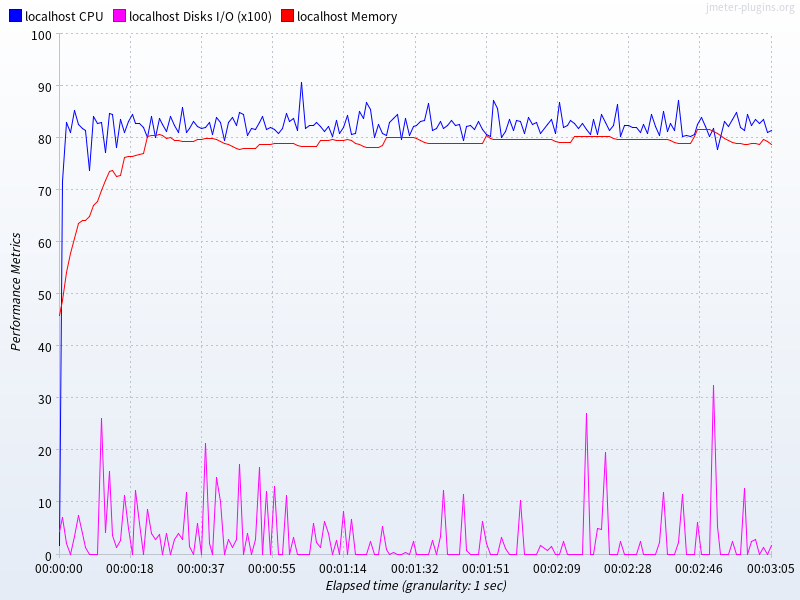 localhost CPU localhost Disks I/O (x100) localhost Memory
jmeter-plugins.org
100
90
80
70
60
50
40
30
20
10
0
Performance Metrics
00:00:00 00:00:18 00:00:37 00:00:55 00:01:14 00:01:32 00:01:51 00:02:09 00:02:28 00:02:46 00:03:05
Elapsed time (granularity: 1 sec)